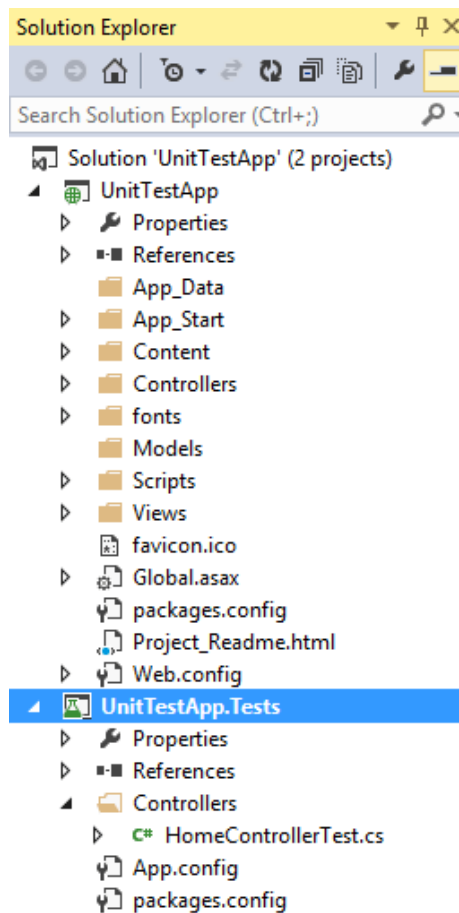 Solution Explorer
Search Solution Explorer (Ctrl+;)
Solution 'UnitTestApp' (2 projects)
UnitTestApp
Properties
References
App_Data
App_Start
Content
Controllers
fonts
Models
Scripts
Views
favicon.ico
Global.asax
packages.config
Project_Readme.html
Web.config
UnitTestApp.Tests
Properties
References
Controllers
C# HomeControllerTest.cs
App.config
packages.config